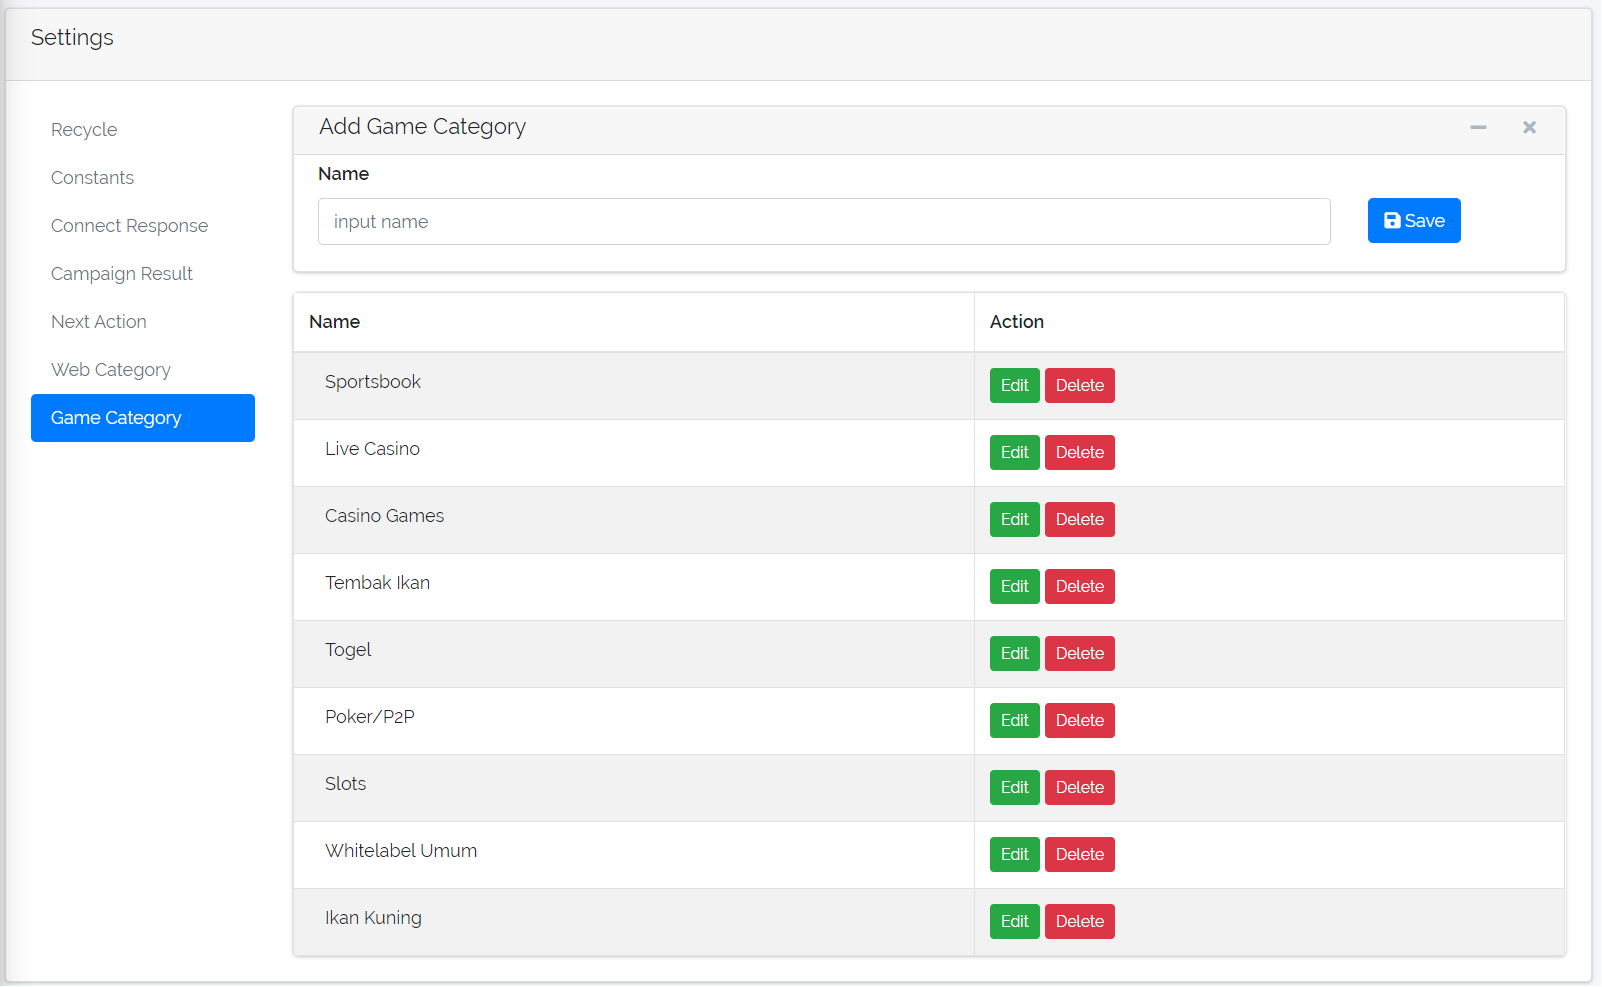 Settings
Recycle
Constants
Connect Response
Campaign Result
Next Action
Web Category
Game Category
Add Game Category
Name
input name
Save
Name Action
Sportsbook Edit Delete
Live Casino Edit Delete
Casino Games Edit Delete
Tembak Ikan Edit Delete
Togel Edit Delete
Poker/P2P Edit Delete
Slots Edit Delete
Whitelabel Umum Edit Delete
Ikan Kuning Edit Delete